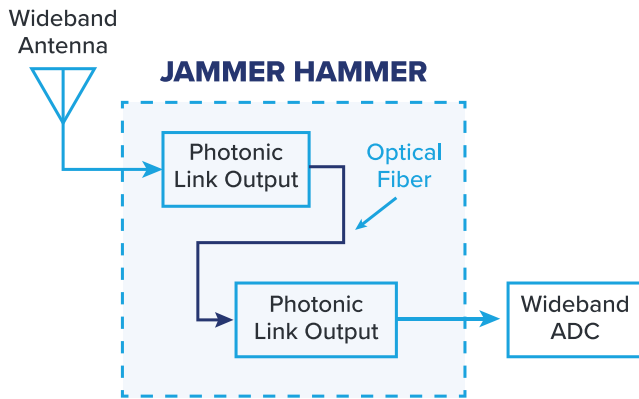 Wideband
Antenna
JAMMER HAMMER
Photonic
Link Output
Optical
Fiber
Photonic
Link Output
Wideband
ADC